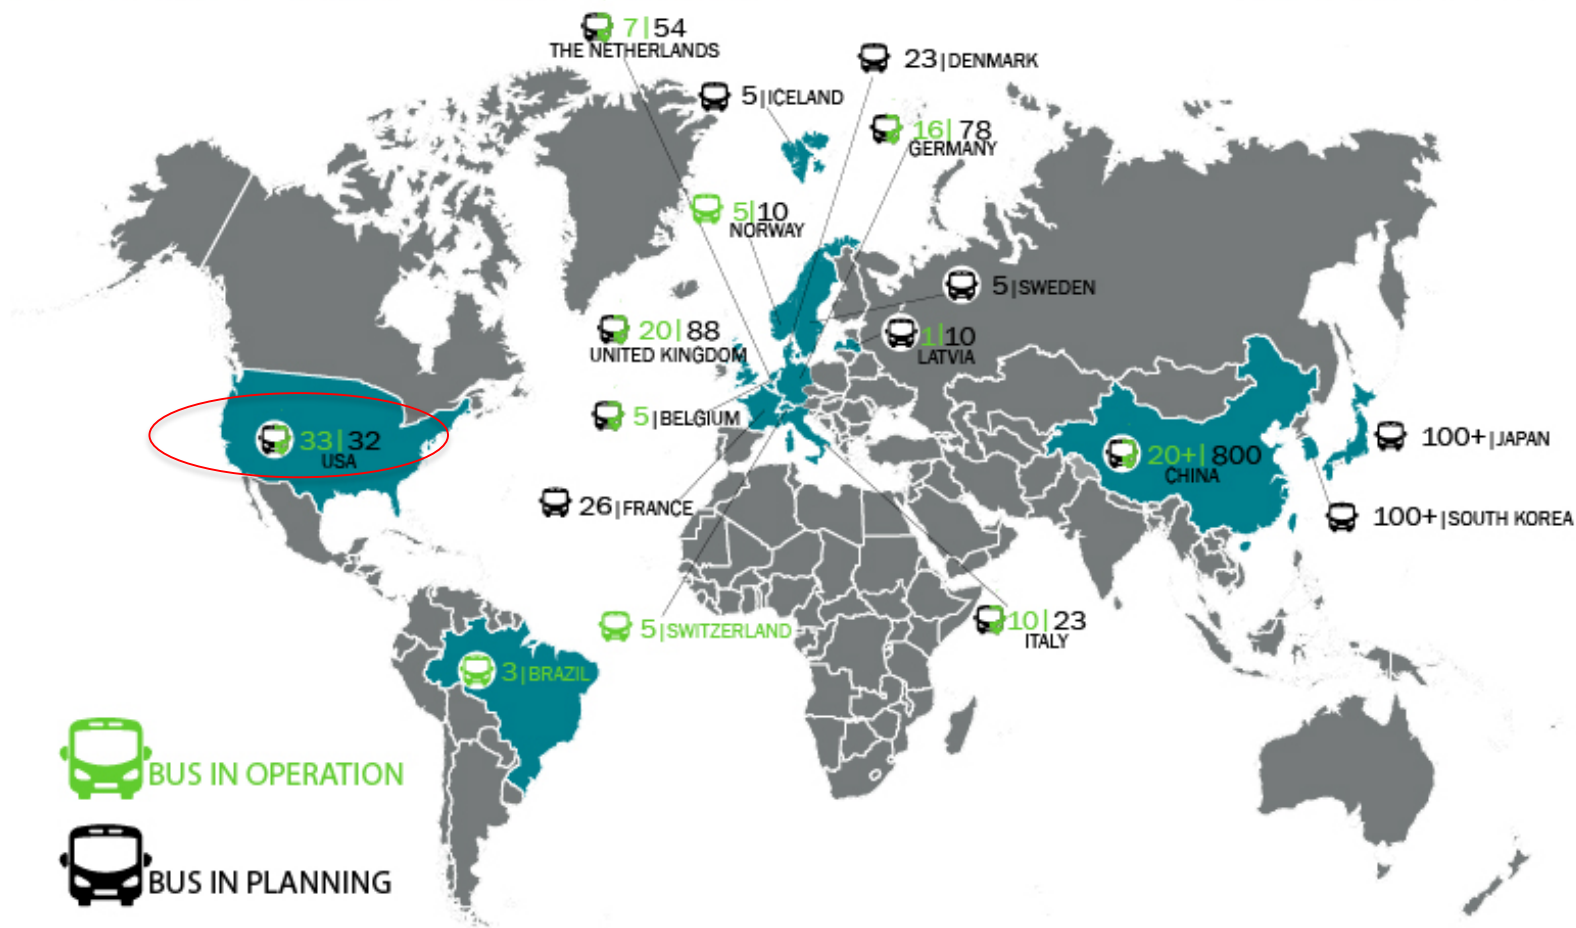 7|54
THE NETHERLANDS
23|DENMARK
5|ICELAND
16|78
GERMANY
5|10
NORWAY
5|SWEDEN
20|88
UNITED KINGDOM
1|10
LATVIA
5|BELGIUM
33|32
USA
20+|800
CHINA
100+|JAPAN
26|FRANCE
100+|SOUTH KOREA
5|SWITZERLAND
10|23
ITALY
3|BRAZIL
BUS IN OPERATION
BUS IN PLANNING